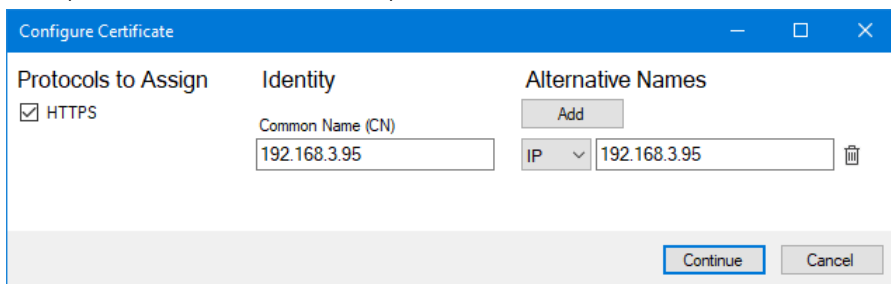 Configure Certificate
Protocols to Assign
HTTPS
Identity
Common Name (CN)
192.168.3.95
Alternative Names
Add
IP 192.168.3.95
Continue Cancel